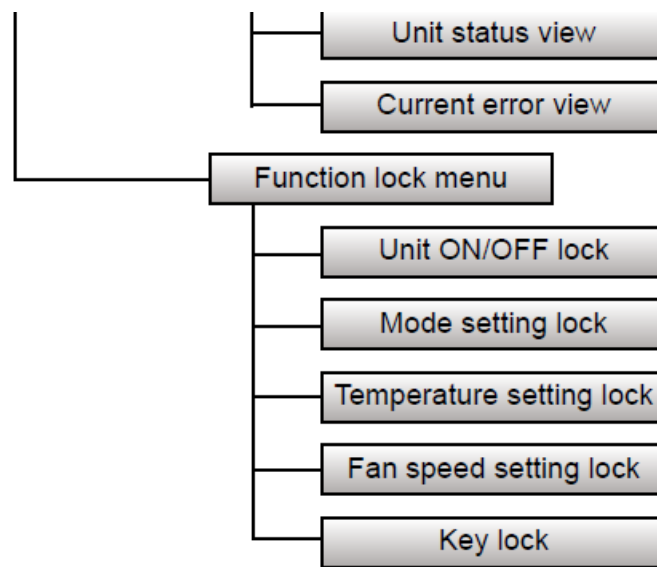 Unit status view
Current error view
Function lock menu
Unit ON/OFF lock
Mode setting lock
Temperature setting lock
Fan speed setting lock
Key lock